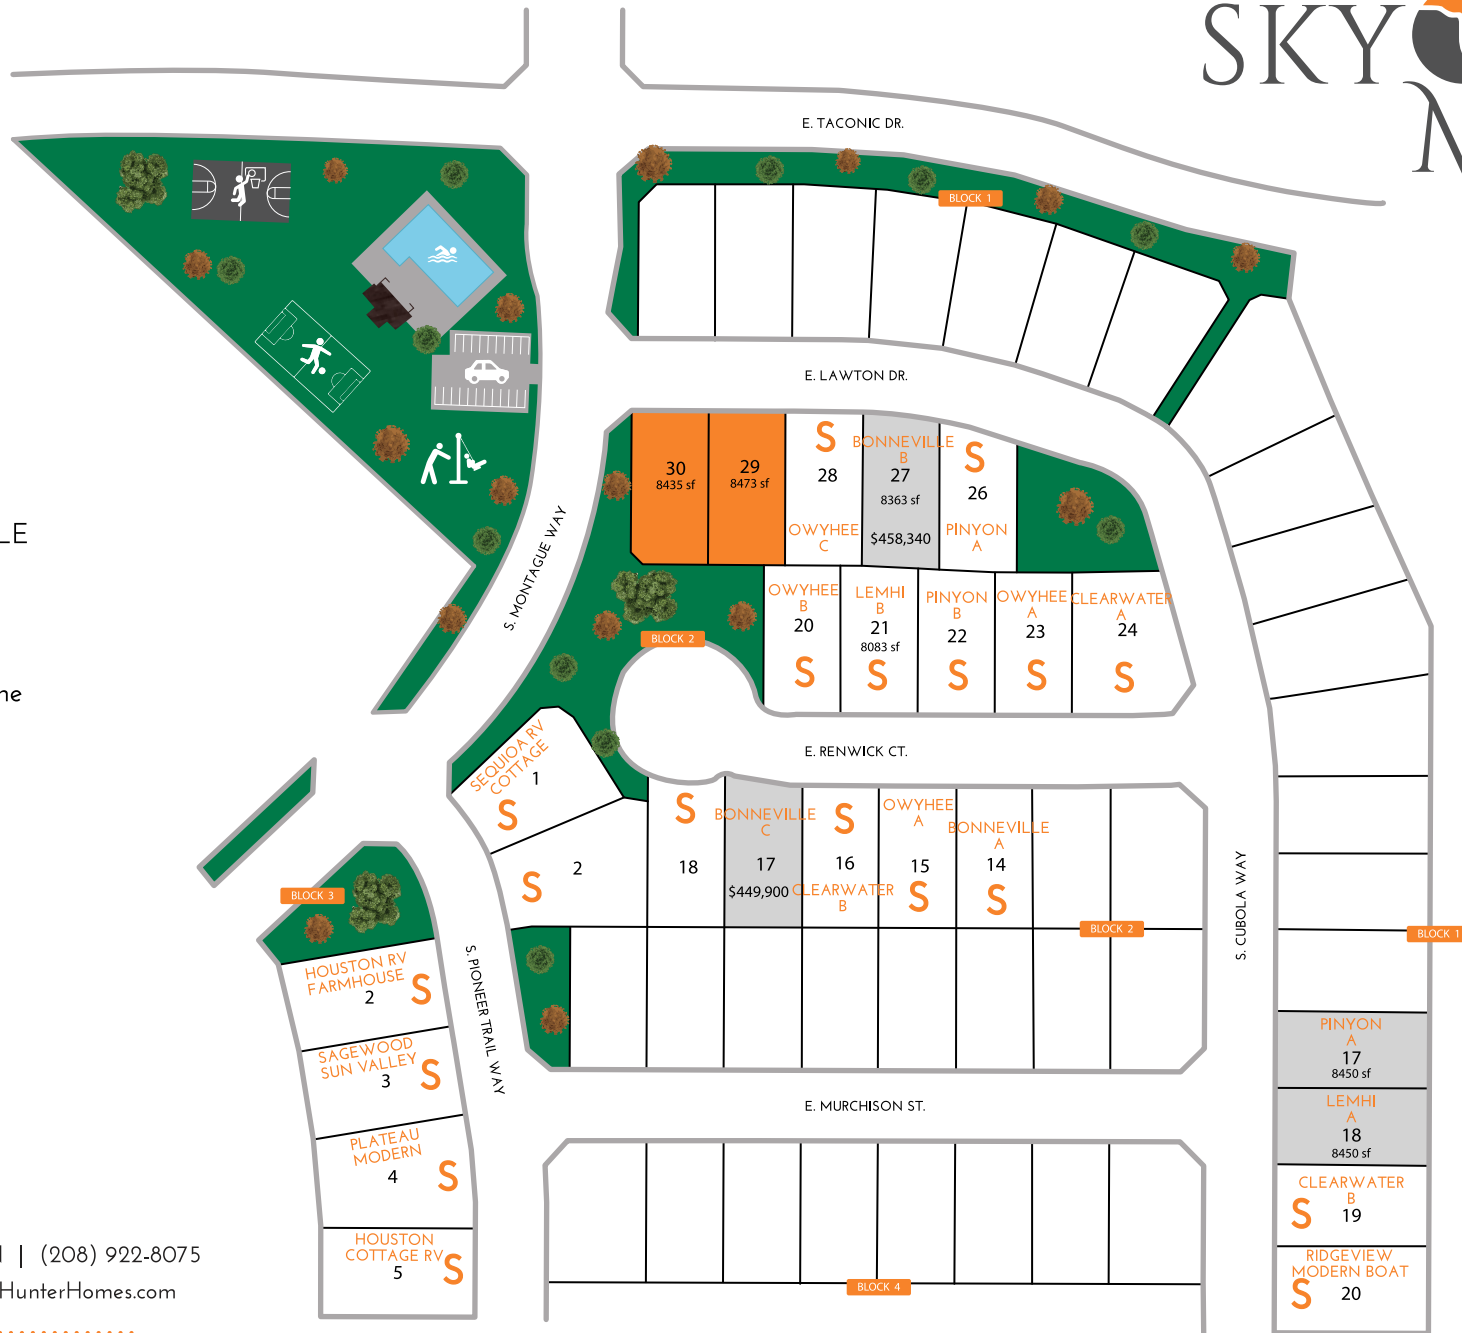 SKY
M
E. TACONIC DR.
BLOCK 1
E. LAWTON DR.
30
8435 sf
29
8473 sf
S
28
OWYHEE
C
BONNEVILLE
B
27
8363 sf
$458,340
S
26
PINYON
A
LE
S. MONTAGUE WAY
OWYHEE
B
20
S
LEMHI
B
21
8083 sf
S
PINYON
B
22
S
OWYHEE
A
23
S
CLEARWATER
A
24
S
BLOCK 2
ne
E. RENWICK CT.
SEQUIOA RV
COTTAGE
1
S
2
S
S
18
BONNEVILLE
C
17
$449,900
S
16
CLEARWATER
B
OWYHEE
A
15
S
BONNEVILLE
A
14
S
BLOCK 2
S. CUBOLA WAY
BLOCK 1
BLOCK 3
S. PIONEER TRAIL WAY
HOUSTON RV
FARMHOUSE
2
S
SAGEWOOD
SUN VALLEY
3
S
PLATEAU
MODERN
4
S
HOUSTON
COTTAGE RV
5
S
E. MURCHISON ST.
PINYON
A
17
8450 sf
LEMHI
A
18
8450 sf
CLEARWATER
B
19
S
RIDGEVIEW
MODERN BOAT
20
S
BLOCK 4
| (208) 922-8075
HunterHomes.com